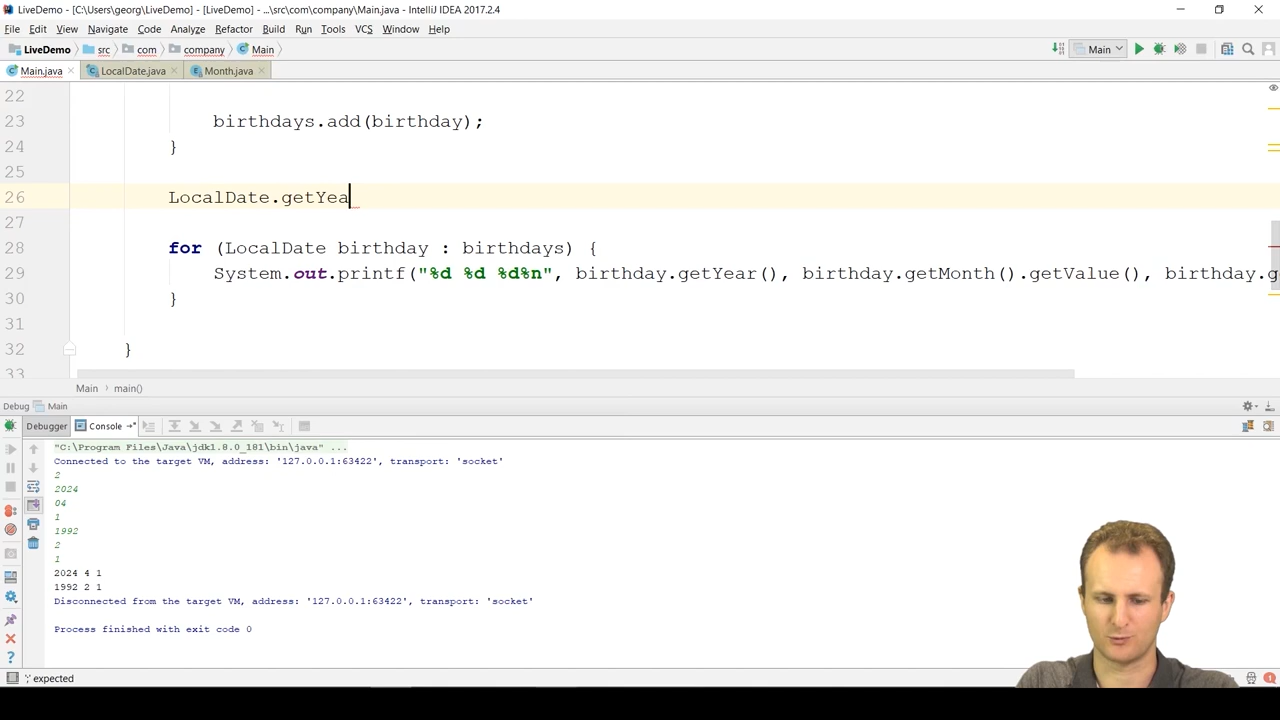 LiveDemo - [C:\Users\georg\LiveDemo] - [LiveDemo] - ...\src\com\company\Main.java - IntelliJ IDEA 2017.2.4
File Edit View Navigate Code Analyze Refactor Build Run Tools VCS Window Help
LiveDemo src com company Main Main
Main.java LocalDate.java Month.java
22
23 birthdays.add(birthday);
24 }
25
26 LocalDate.getYea
27
28 for (LocalDate birthday : birthdays) {
29 System.out.printf("%d %d %d%n", birthday.getYear(), birthday.getMonth().getValue(), birthday.g
30 }
31
32 }
33
Main › main()
Debug Main
Debugger Console
"C:\Program Files\Java\jdk1.8.0_181\bin\java" ...
Connected to the target VM, address: '127.0.0.1:63422', transport: 'socket'
2
2024
04
1
1992
2
1
2024 4 1
1992 2 1
Disconnected from the target VM, address: '127.0.0.1:63422', transport: 'socket'
Process finished with exit code 0
';' expected